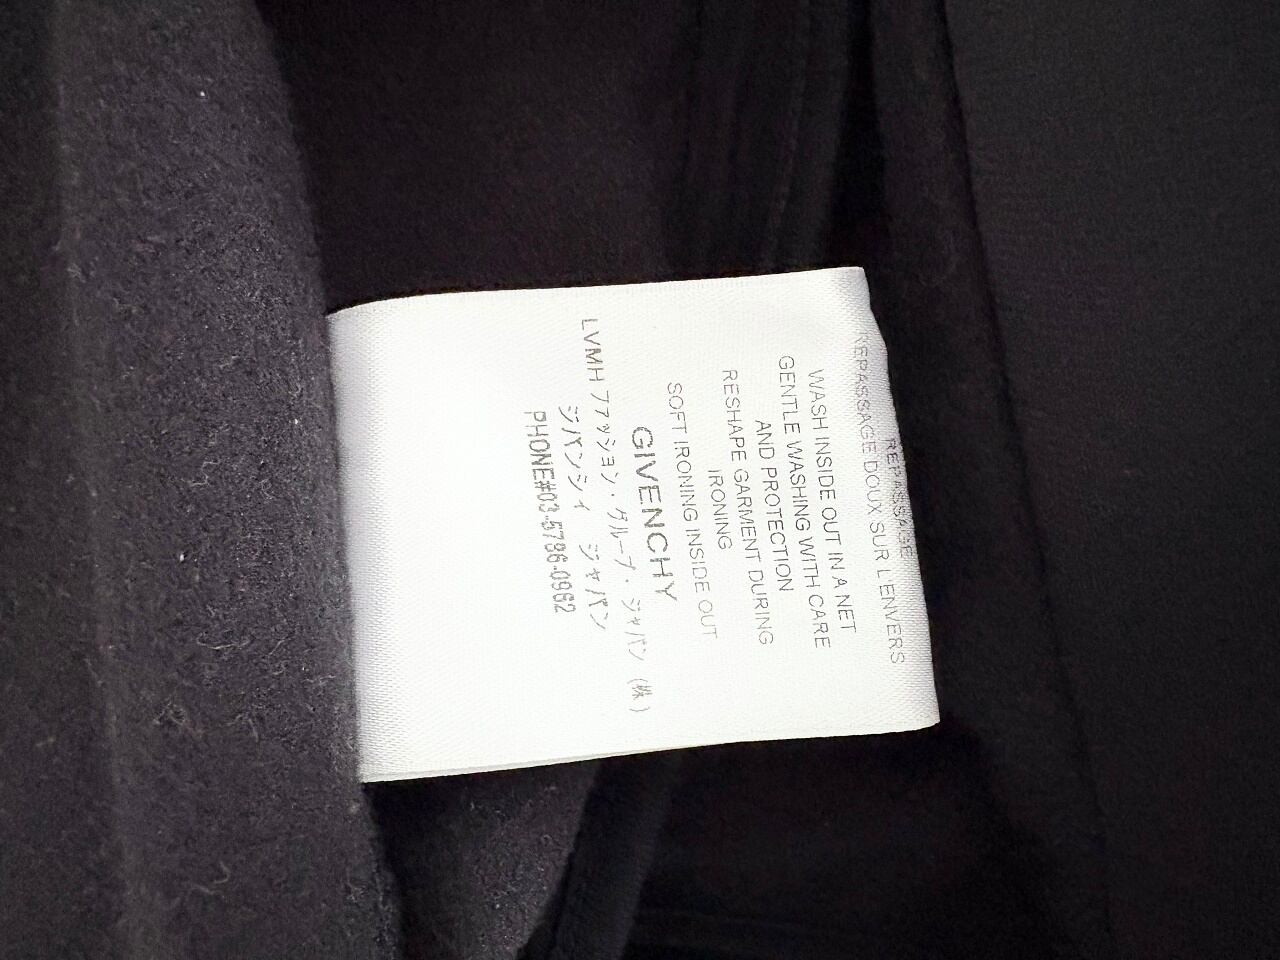 REPASSAGE
REPASSAGE DOUX SUR L'ENVERS
WASH INSIDE OUT IN A NET
GENTLE WASHING WITH CARE
AND PROTECTION
RESHAPE GARMENT DURING
IRONING
SOFT IRONING INSIDE OUT
GIVENCHY
LVMH ファッション・グループ・ジャパン (株)
ジバンシィ ジャパン
PHONE#03-5786-0962